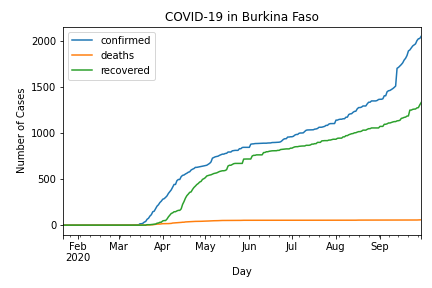 COVID-19 in Burkina Faso
confirmed
deaths
recovered
Number of Cases
2000
1500
1000
500
0
Feb Mar Apr May Jun Jul Aug Sep
2020
Day